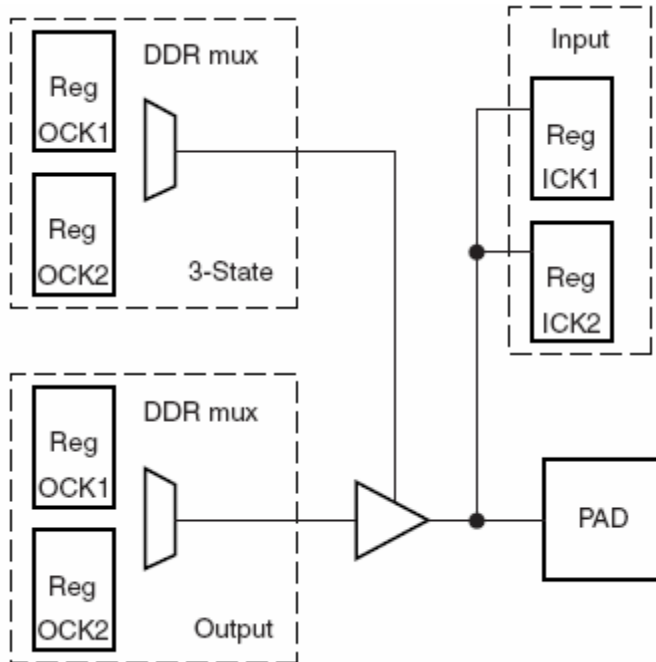 DDR mux
Reg
OCK1
Reg
OCK2
3-State
Input
Reg
ICK1
Reg
ICK2
DDR mux
Reg
OCK1
Reg
OCK2
Output
PAD